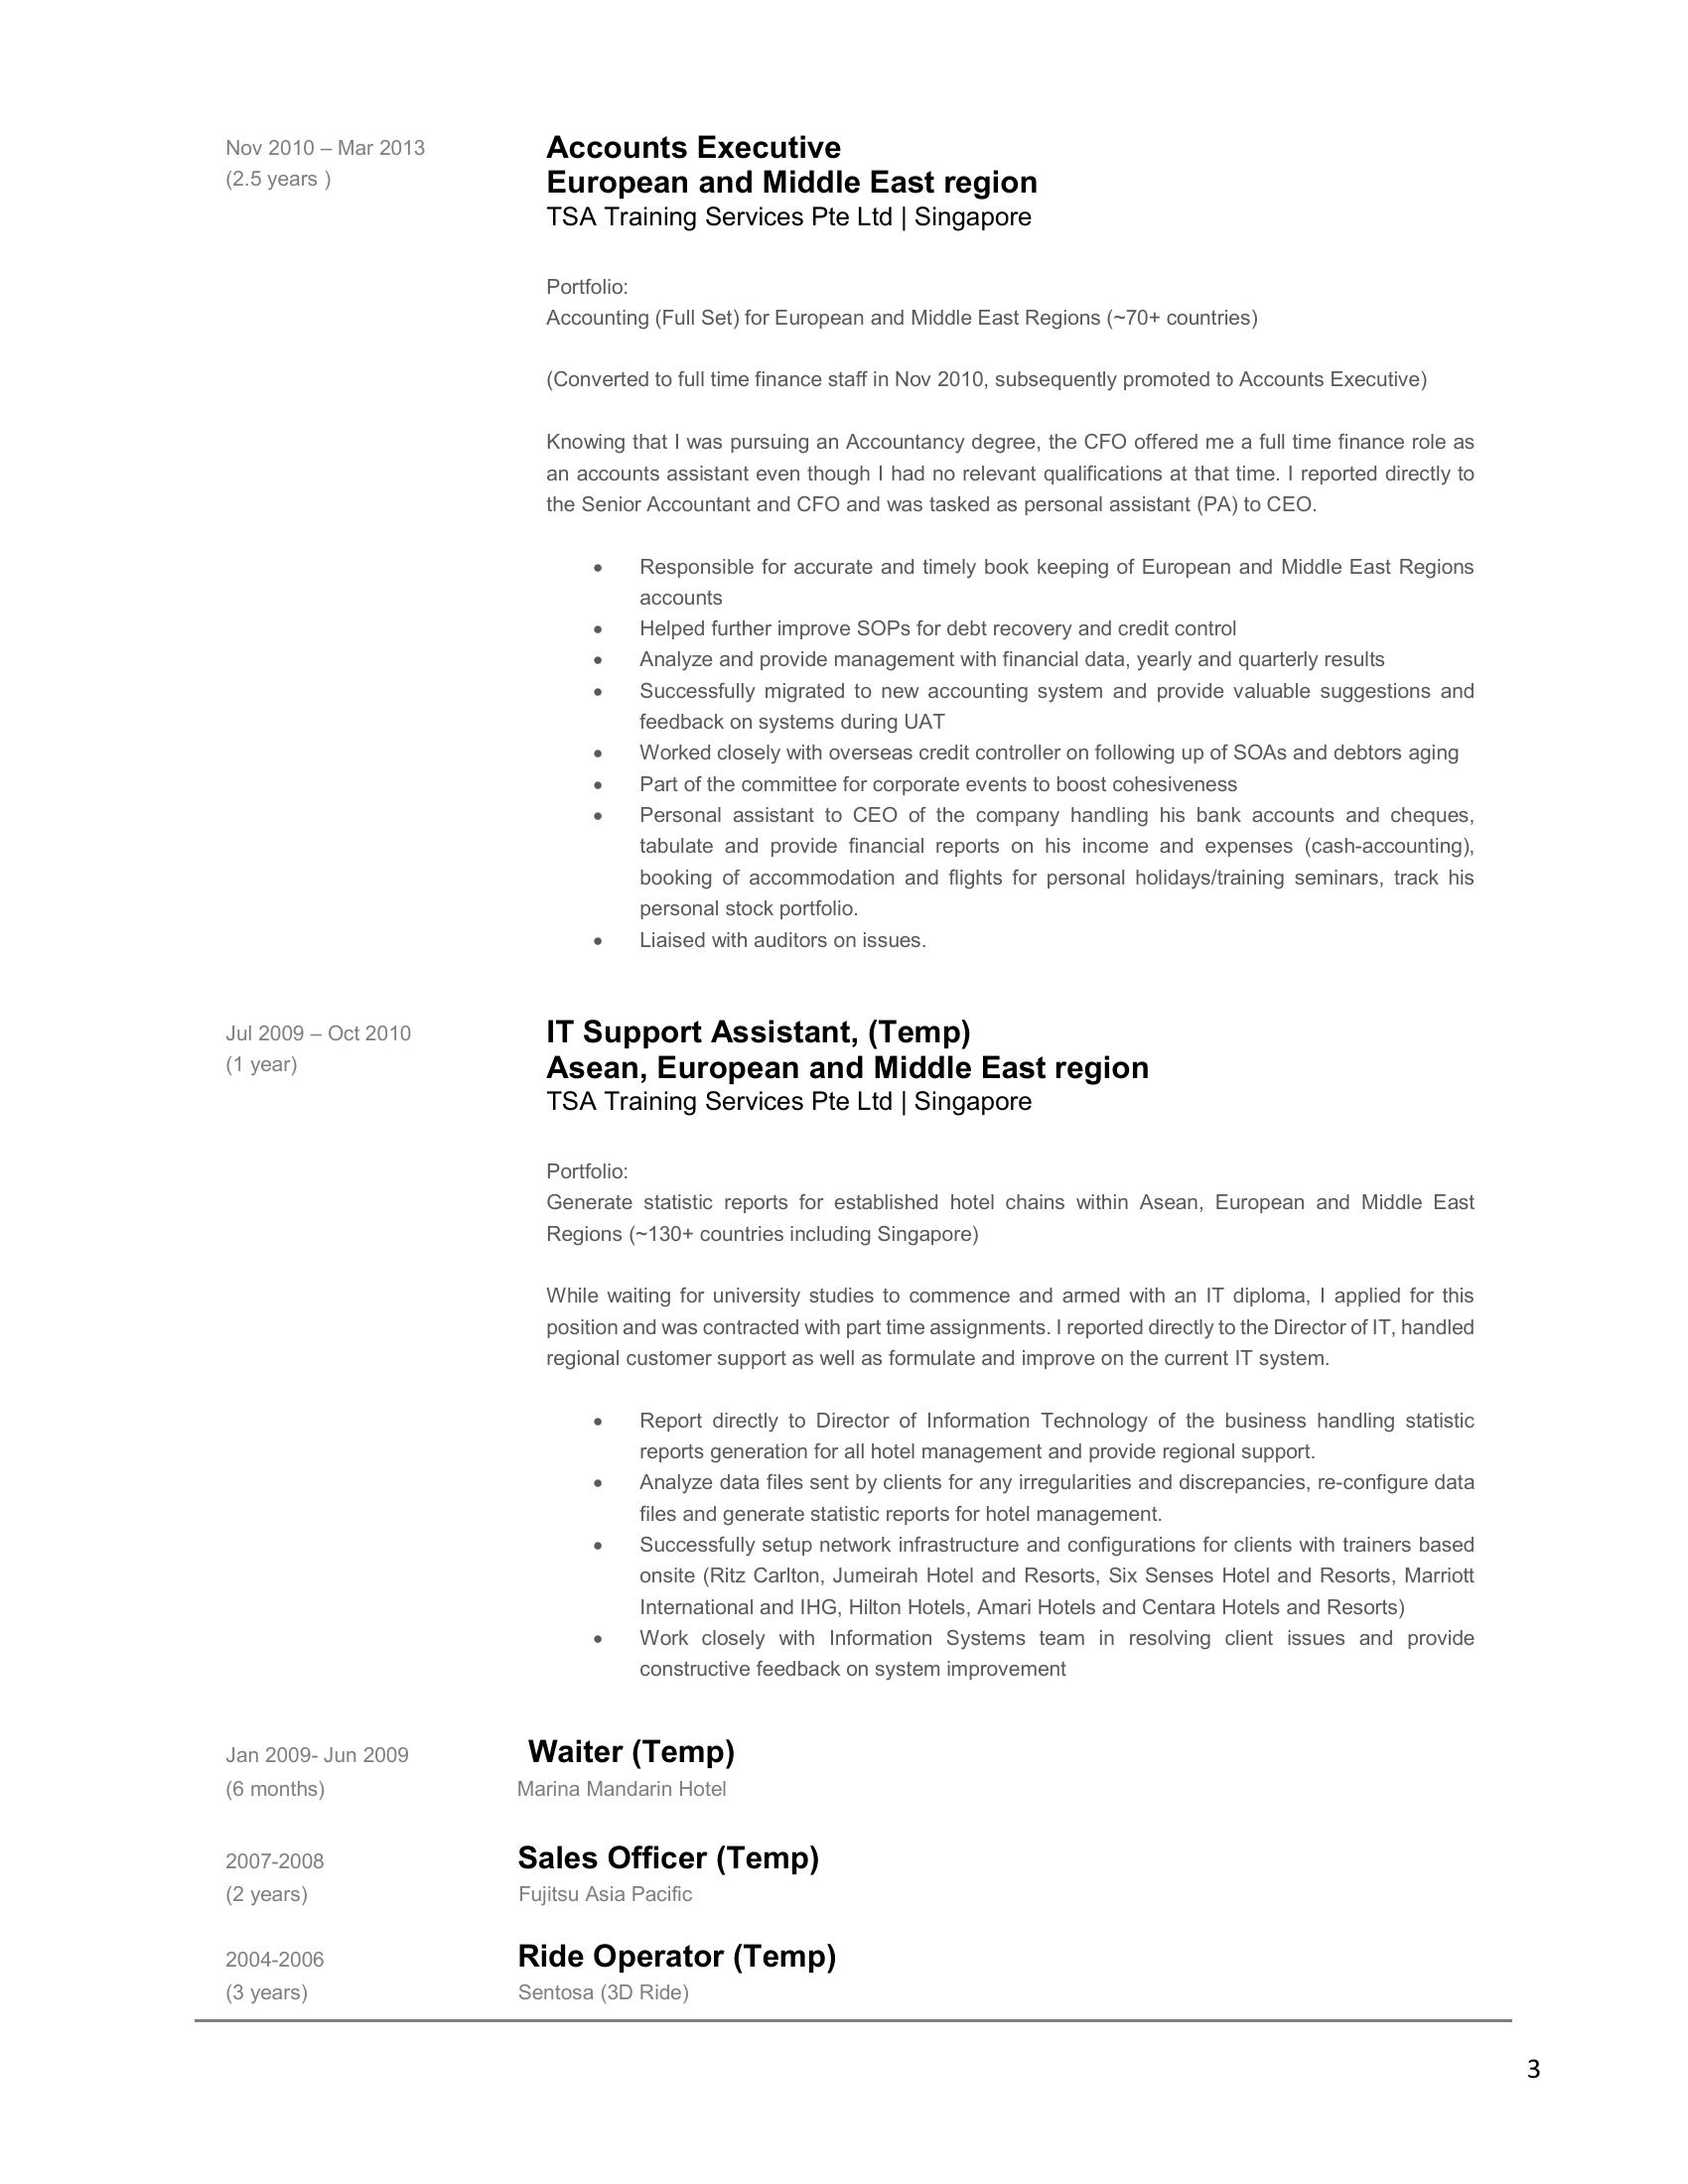 Nov 2010 – Mar 2013
(2.5 years )
Accounts Executive
European and Middle East region
TSA Training Services Pte Ltd | Singapore
Portfolio:
Accounting (Full Set) for European and Middle East Regions (~70+ countries)
(Converted to full time finance staff in Nov 2010, subsequently promoted to Accounts Executive)
Knowing that I was pursuing an Accountancy degree, the CFO offered me a full time finance role as
an accounts assistant even though I had no relevant qualifications at that time. I reported directly to
the Senior Accountant and CFO and was tasked as personal assistant (PA) to CEO.
• Responsible for accurate and timely book keeping of European and Middle East Regions
accounts
• Helped further improve SOPs for debt recovery and credit control
• Analyze and provide management with financial data, yearly and quarterly results
• Successfully migrated to new accounting system and provide valuable suggestions and
feedback on systems during UAT
• Worked closely with overseas credit controller on following up of SOAs and debtors aging
• Part of the committee for corporate events to boost cohesiveness
• Personal assistant to CEO of the company handling his bank accounts and cheques,
tabulate and provide financial reports on his income and expenses (cash-accounting),
booking of accommodation and flights for personal holidays/training seminars, track his
personal stock portfolio.
• Liaised with auditors on issues.
Jul 2009 – Oct 2010
(1 year)
IT Support Assistant, (Temp)
Asean, European and Middle East region
TSA Training Services Pte Ltd | Singapore
Portfolio:
Generate statistic reports for established hotel chains within Asean, European and Middle East
Regions (~130+ countries including Singapore)
While waiting for university studies to commence and armed with an IT diploma, I applied for this
position and was contracted with part time assignments. I reported directly to the Director of IT, handled
regional customer support as well as formulate and improve on the current IT system.
• Report directly to Director of Information Technology of the business handling statistic
reports generation for all hotel management and provide regional support.
• Analyze data files sent by clients for any irregularities and discrepancies, re-configure data
files and generate statistic reports for hotel management.
• Successfully setup network infrastructure and configurations for clients with trainers based
onsite (Ritz Carlton, Jumeirah Hotel and Resorts, Six Senses Hotel and Resorts, Marriott
International and IHG, Hilton Hotels, Amari Hotels and Centara Hotels and Resorts)
• Work closely with Information Systems team in resolving client issues and provide
constructive feedback on system improvement
Jan 2009- Jun 2009
(6 months)
Waiter (Temp)
Marina Mandarin Hotel
2007-2008
(2 years)
Sales Officer (Temp)
Fujitsu Asia Pacific
2004-2006
(3 years)
Ride Operator (Temp)
Sentosa (3D Ride)
3